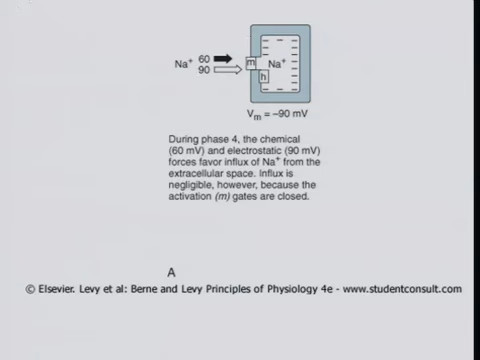 Na+ 60
90
m
Na+
h
Vm = –90 mV
During phase 4, the chemical
(60 mV) and electrostatic (90 mV)
forces favor influx of Na+ from the
extracellular space. Influx is
negligible, however, because the
activation (m) gates are closed.
A
© Elsevier. Levy et al: Berne and Levy Principles of Physiology 4e - www.studentconsult.com